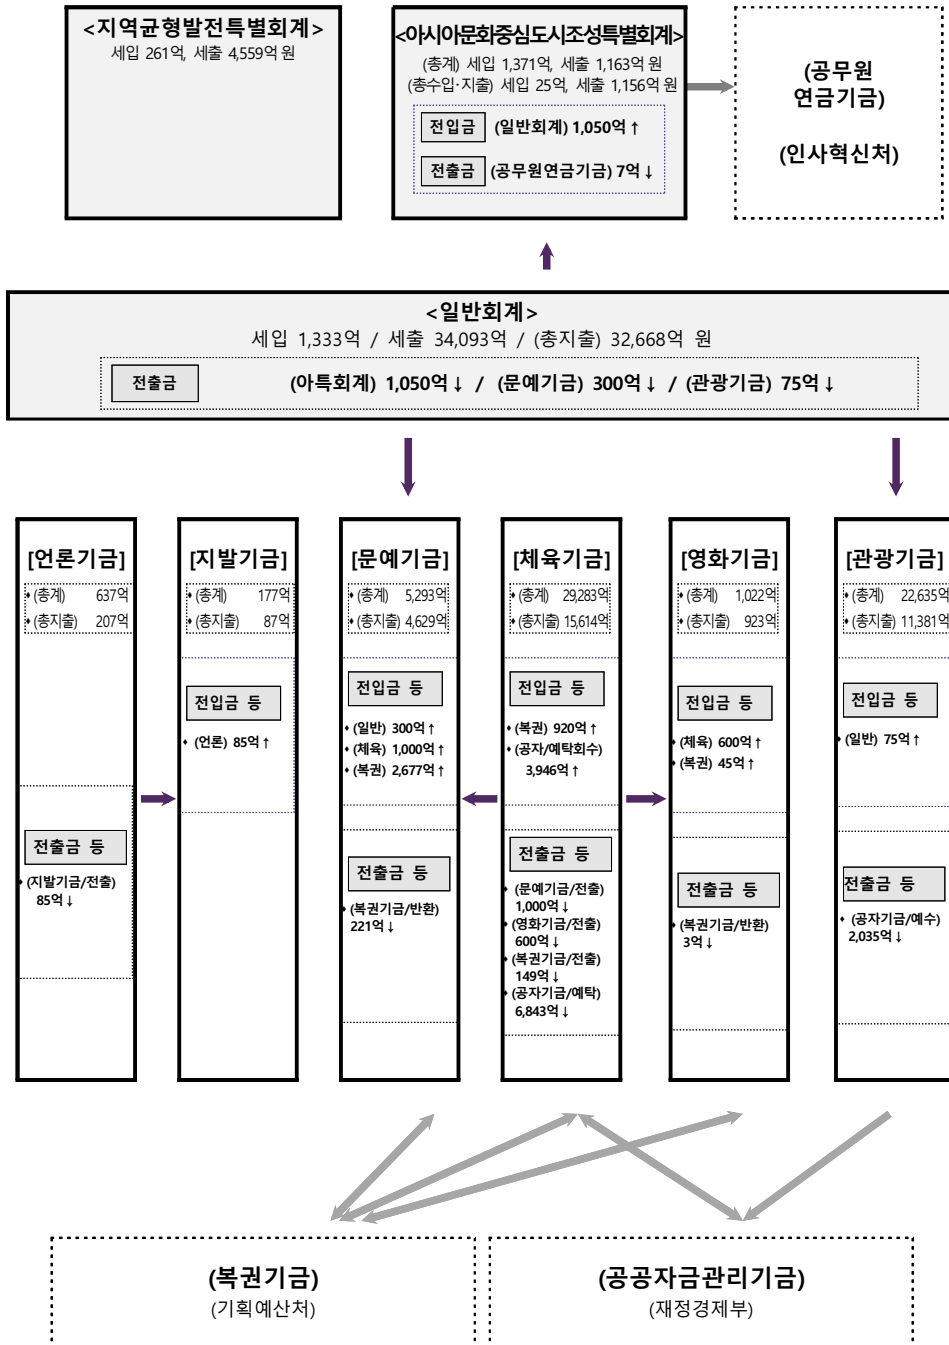 <지역균형발전특별회계>
세입 261억, 세출 4,559억 원
<아시아문화중심도시조성특별회계>
(총계) 세입 1,371억, 세출 1,163억 원
(총수입·지출) 세입 25억, 세출 1,156억 원
전입금 (일반회계) 1,050억 ↑
전출금 (공무원연금기금) 7억 ↓
(공무원
연금기금)
(인사혁신처)
<일반회계>
세입 1,333억 / 세출 34,093억 / (총지출) 32,668억 원
전출금 (아특회계) 1,050억 ↓ / (문예기금) 300억 ↓ / (관광기금) 75억 ↓
[언론기금]
•(총계) 637억
•(총지출) 207억
전출금 등
•(지발기금/전출)
85억 ↓
[지발기금]
•(총계) 177억
•(총지출) 87억
전입금 등
•(언론) 85억 ↑
[문예기금]
•(총계) 5,293억
•(총지출) 4,629억
전입금 등
•(일반) 300억 ↑
•(체육) 1,000억 ↑
•(복권) 2,677억 ↑
전출금 등
•(복권기금/반환)
221억 ↓
[체육기금]
•(총계) 29,283억
•(총지출) 15,614억
전입금 등
•(복권) 920억 ↑
•(공자/예탁회수)
3,946억 ↑
전출금 등
•(문예기금/전출)
1,000억 ↓
•(영화기금/전출)
600억 ↓
•(복권기금/전출)
149억 ↓
•(공자기금/예탁)
6,843억 ↓
[영화기금]
•(총계) 1,022억
•(총지출) 923억
전입금 등
•(체육) 600억 ↑
•(복권) 45억 ↑
전출금 등
•(복권기금/반환)
3억 ↓
[관광기금]
•(총계) 22,635억
•(총지출) 11,381억
전입금 등
•(일반) 75억 ↑
전출금 등
•(공자기금/예수)
2,035억 ↓
(복권기금)
(기획예산처)
(공공자금관리기금)
(재정경제부)